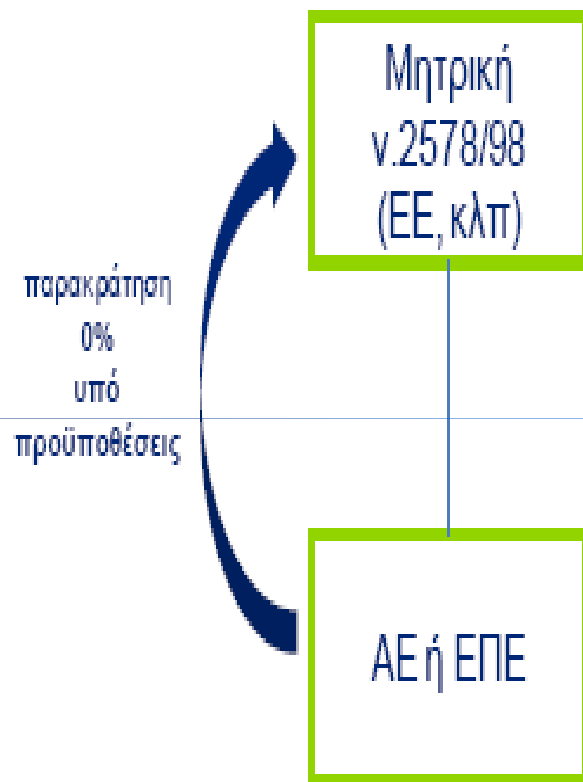 Μητρική
ν.2578/98
(ΕΕ, κλπ)
παρακράτηση
0%
υπό
προϋποθέσεις
ΑΕ ή ΕΠΕ